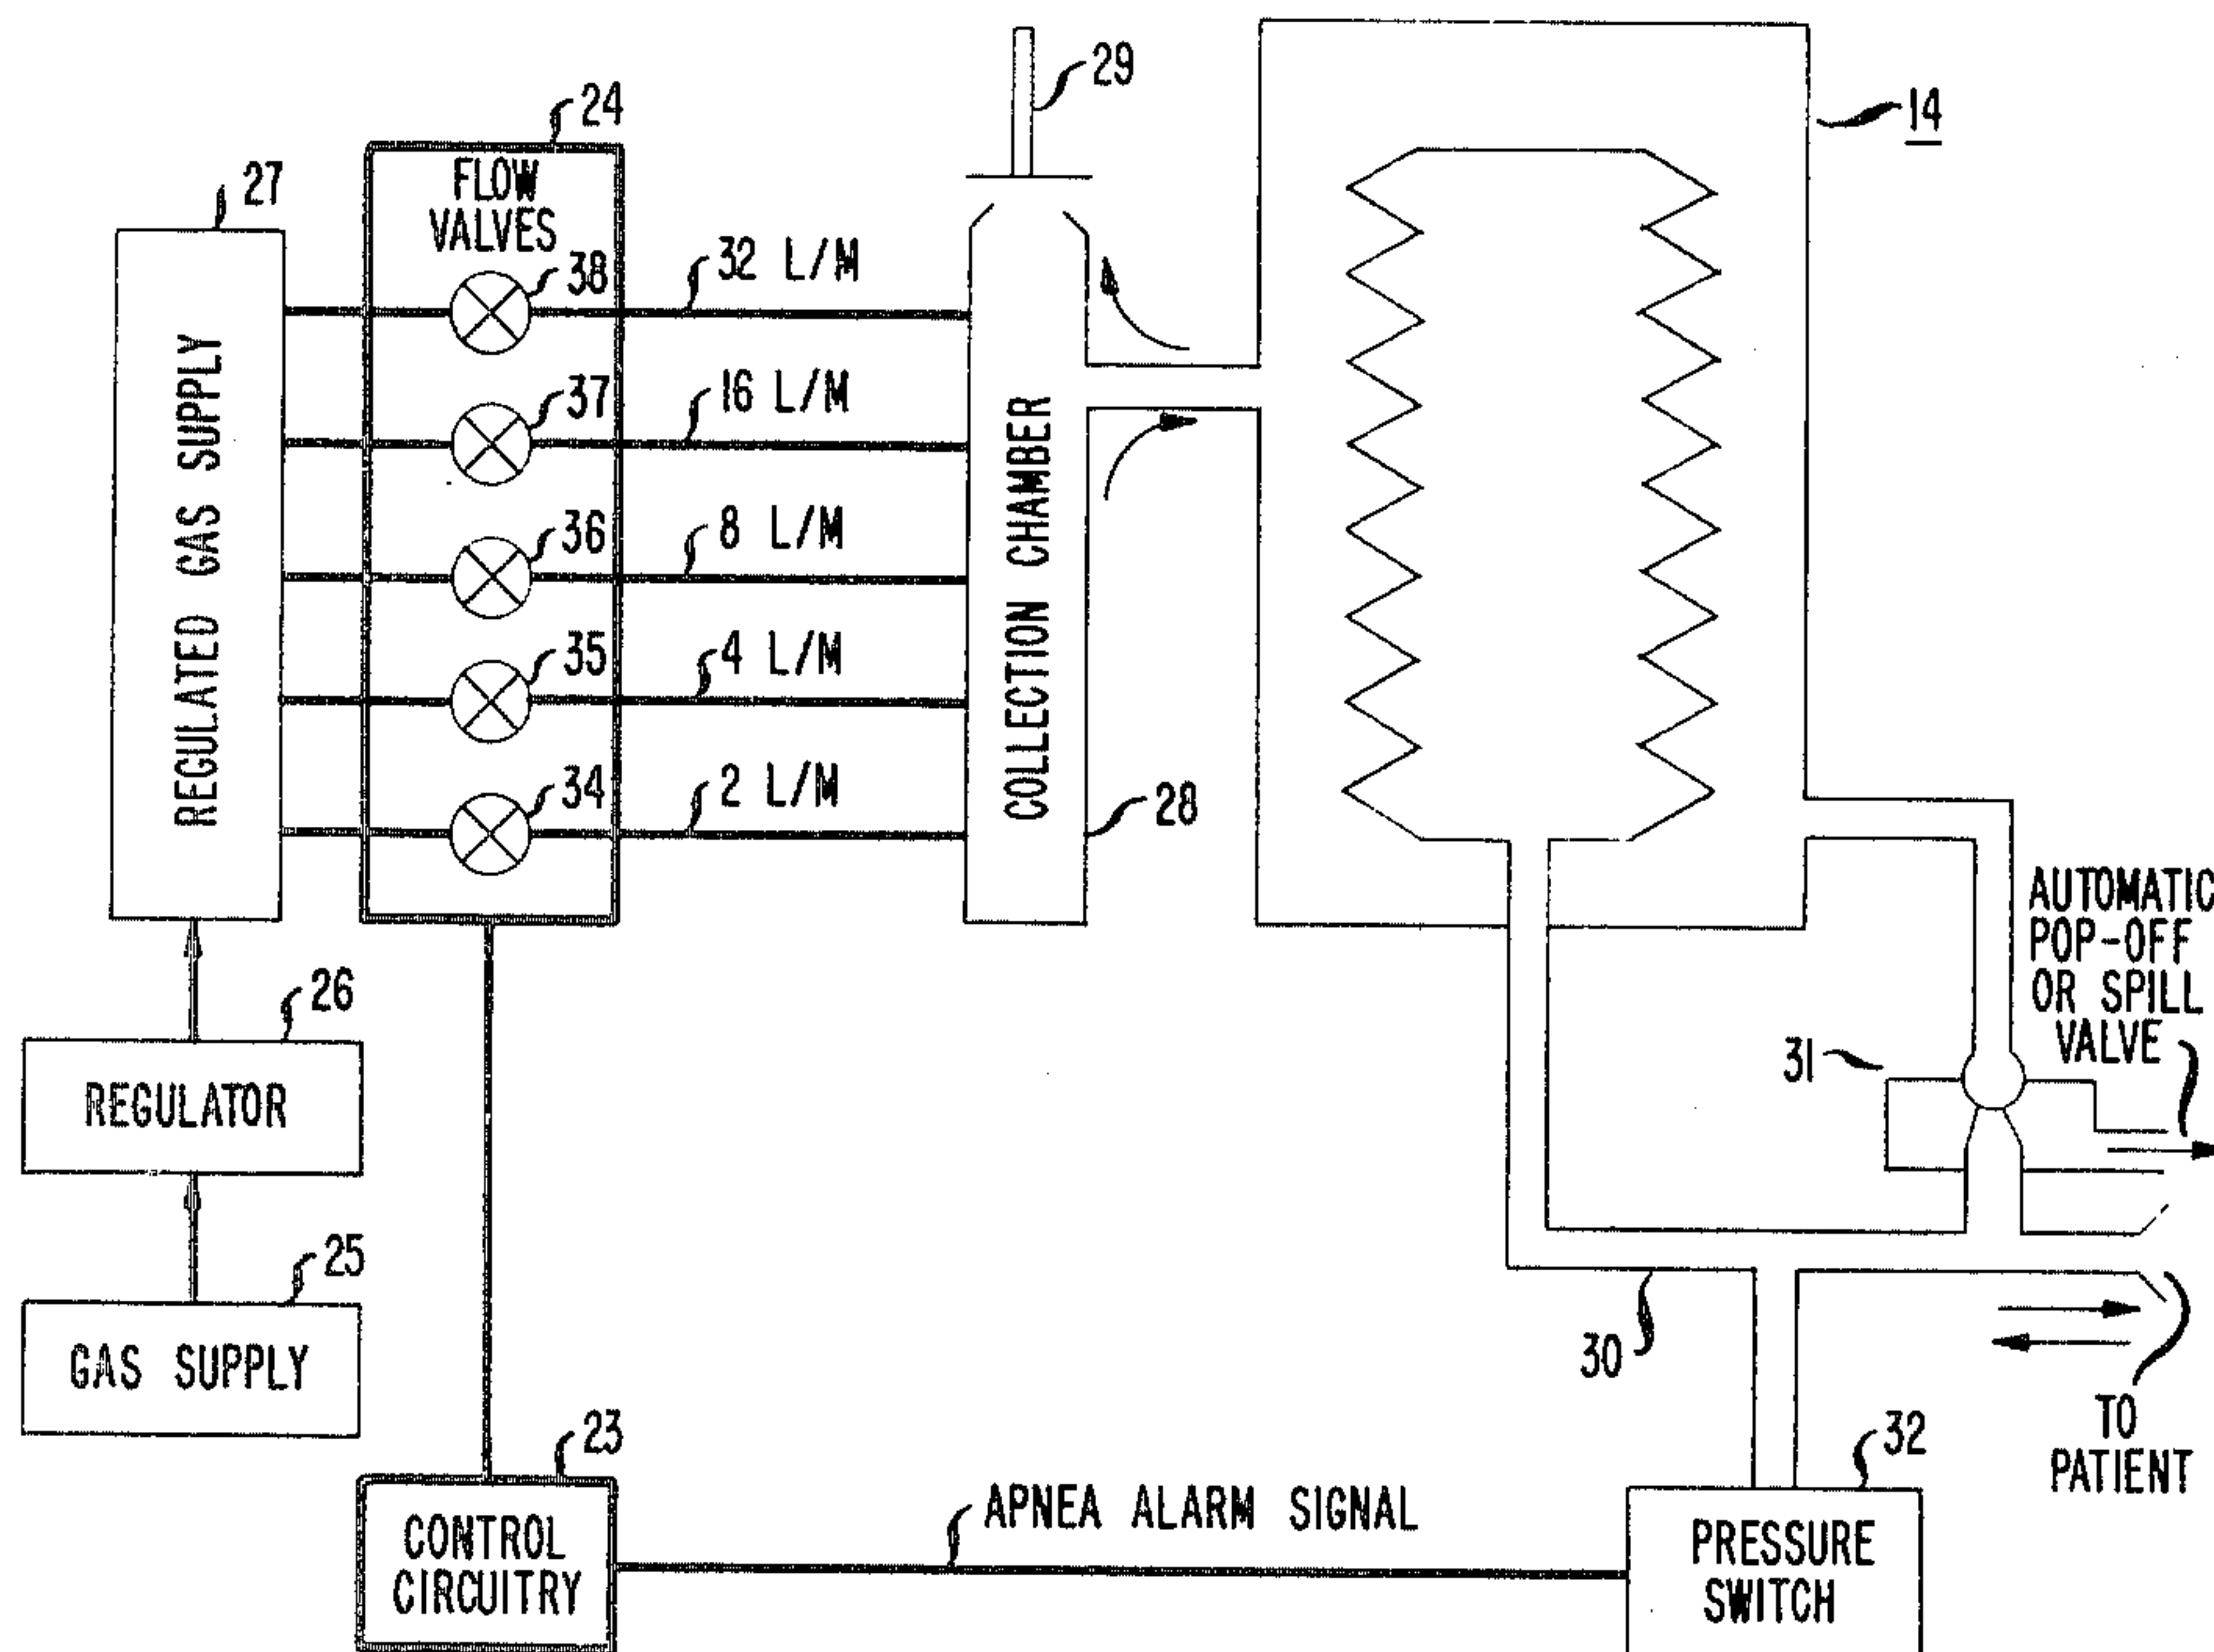 29
14
24
27
FLOW
VALVES
38
32 L/M
37
16 L/M
36
8 L/M
35
4 L/M
34
2 L/M
REGULATED GAS SUPPLY
COLLECTION CHAMBER
28
AUTOMATIC
POP-OFF
OR SPILL
VALVE
31
26
REGULATOR
25
GAS SUPPLY
30
TO
PATIENT
23
CONTROL
CIRCUITRY
APNEA ALARM SIGNAL
32
PRESSURE
SWITCH